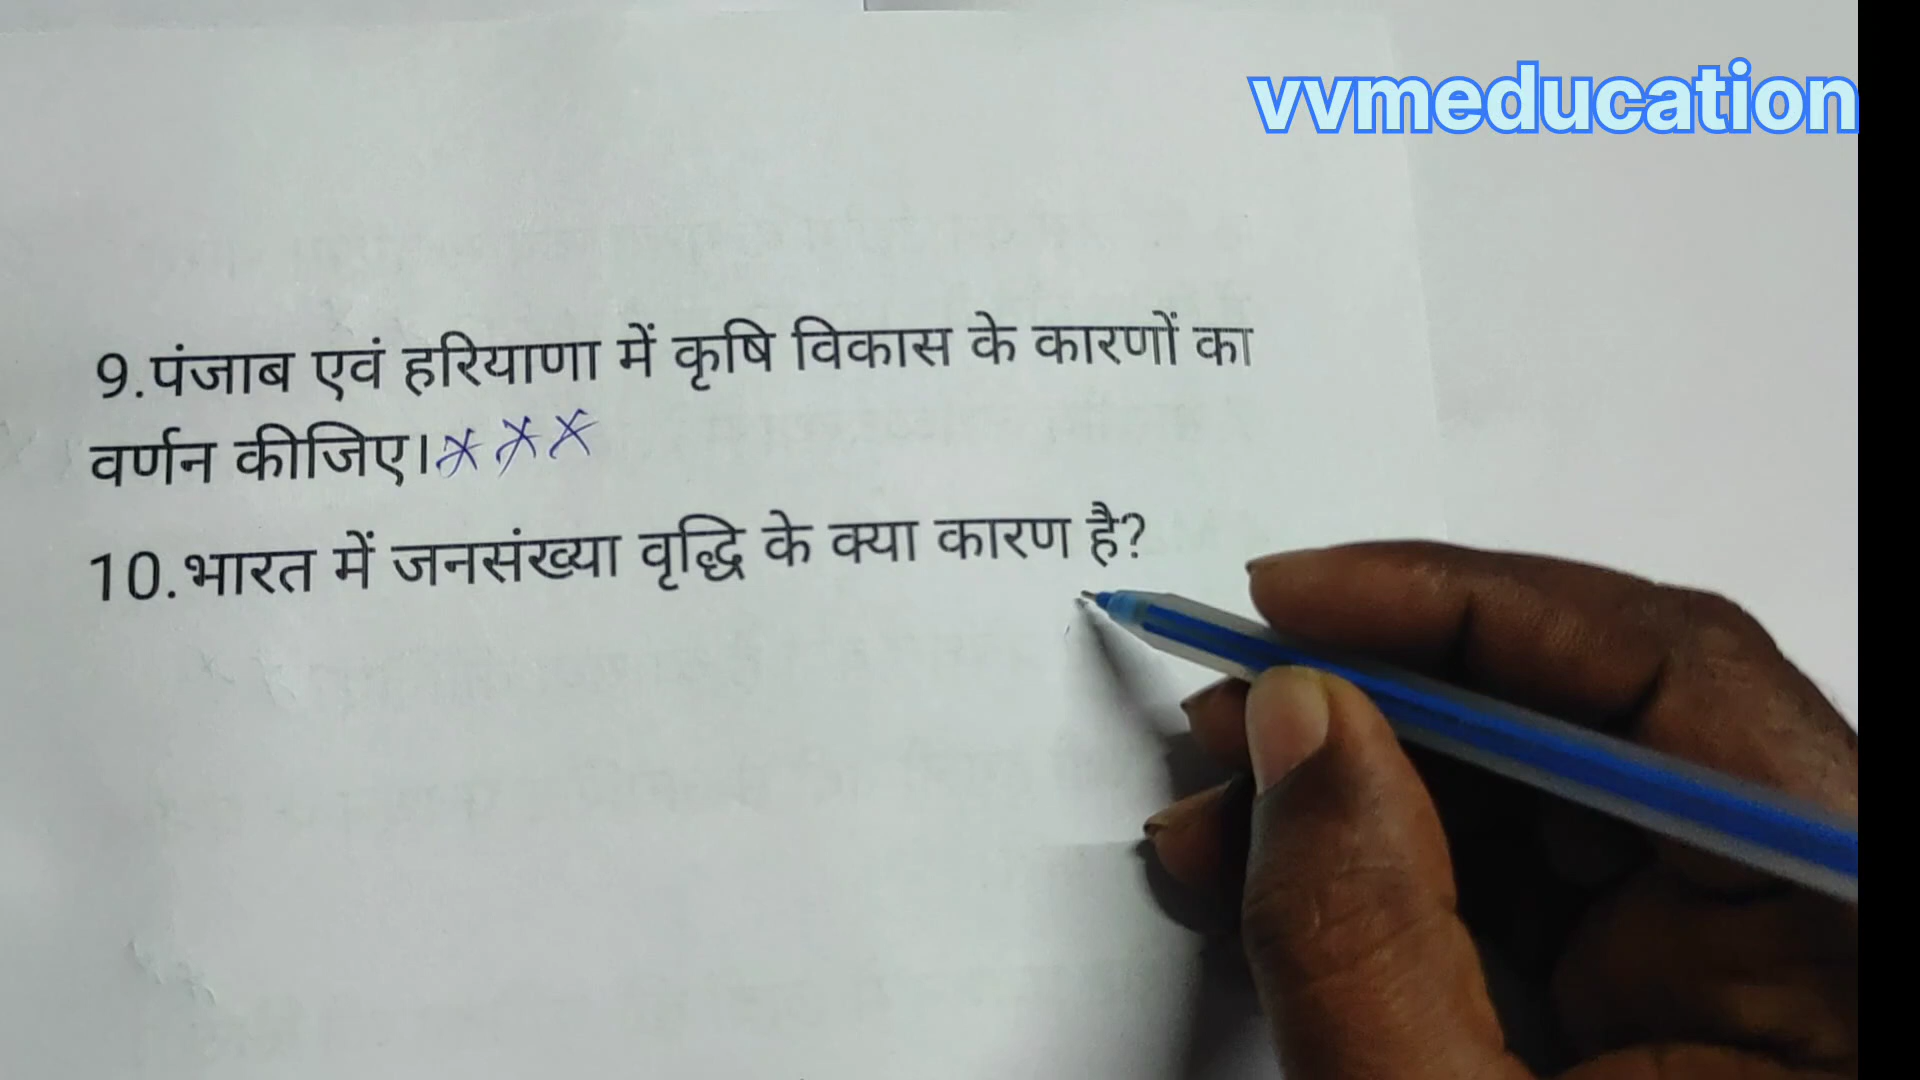 vvmeducation
9.पंजाब एवं हरियाणा में कृषि विकास के कारणों का
वर्णन कीजिए।***
10.भारत में जनसंख्या वृद्धि के क्या कारण है?